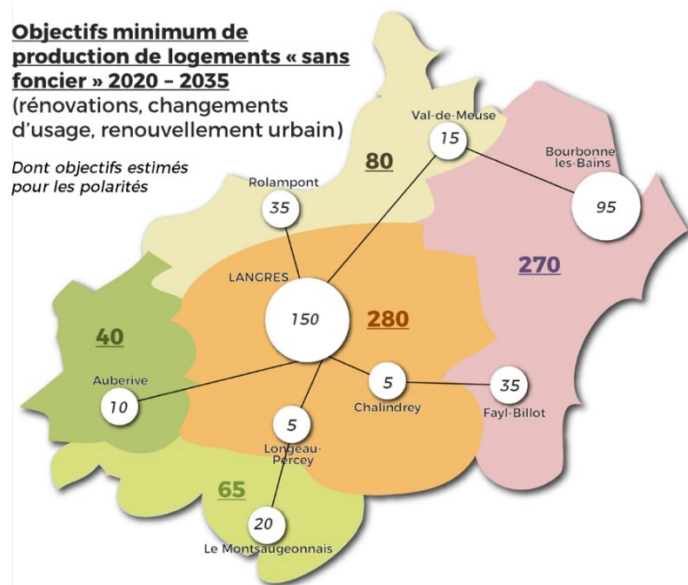 Objectifs minimum de
production de logements « sans
foncier » 2020 – 2035
(rénovations, changements
d'usage, renouvellement urbain)
Dont objectifs estimés
pour les polarités
Val-de-Meuse
15
Bourbonne
les-Bains
95
80
Rolampont
35
270
LANGRES
150
280
40
Auberive
10
5
Chalindrey
35
Fayl-Billot
5
Longeau-
Percey
65
20
Le Montsaugeonnais